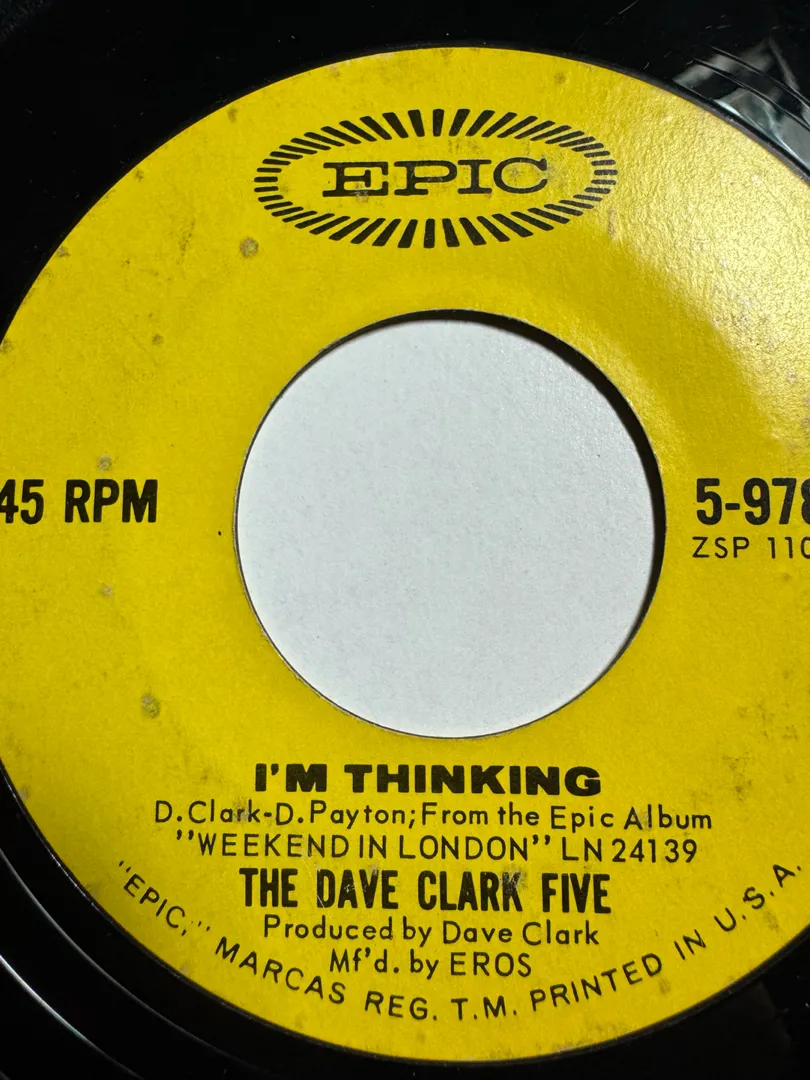 EPIC
45 RPM
5-978
ZSP 110
I'M THINKING
D.Clark-D.Payton; From the Epic Album
"WEEKEND IN LONDON" LN 24139
THE DAVE CLARK FIVE
Produced by Dave Clark
Mf'd. by EROS
"EPIC," MARCAS REG. T.M. PRINTED IN U.S.A.